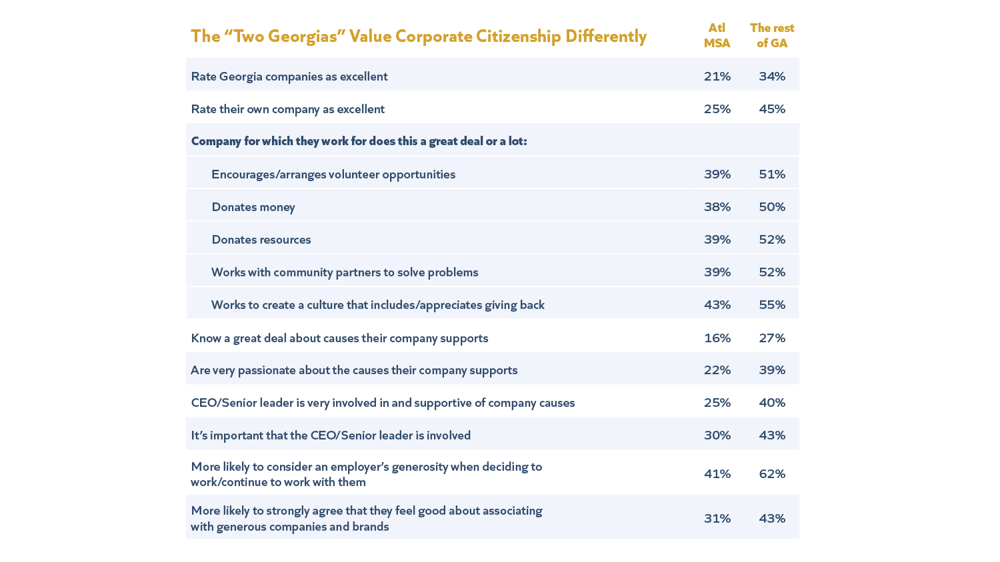 The “Two Georgias” Value Corporate Citizenship Differently
Atl
MSA
The rest
of GA
Rate Georgia companies as excellent 21% 34%
Rate their own company as excellent 25% 45%
Company for which they work for does this a great deal or a lot:
Encourages/arranges volunteer opportunities 39% 51%
Donates money 38% 50%
Donates resources 39% 52%
Works with community partners to solve problems 39% 52%
Works to create a culture that includes/appreciates giving back 43% 55%
Know a great deal about causes their company supports 16% 27%
Are very passionate about the causes their company supports 22% 39%
CEO/Senior leader is very involved in and supportive of company causes 25% 40%
It’s important that the CEO/Senior leader is involved 30% 43%
More likely to consider an employer’s generosity when deciding to
work/continue to work with them 41% 62%
More likely to strongly agree that they feel good about associating
with generous companies and brands 31% 43%